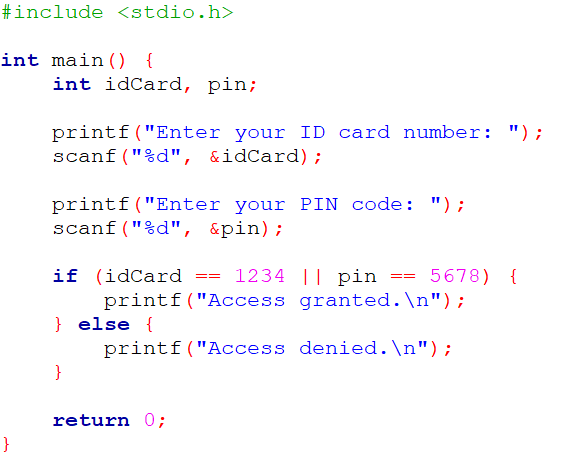 #include <stdio.h>
int main() {
    int idCard, pin;
    printf("Enter your ID card number: ");
    scanf("%d", &idCard);
    printf("Enter your PIN code: ");
    scanf("%d", &pin);
    if (idCard == 1234 || pin == 5678) {
        printf("Access granted.\n");
    } else {
        printf("Access denied.\n");
    }
    return 0;
}